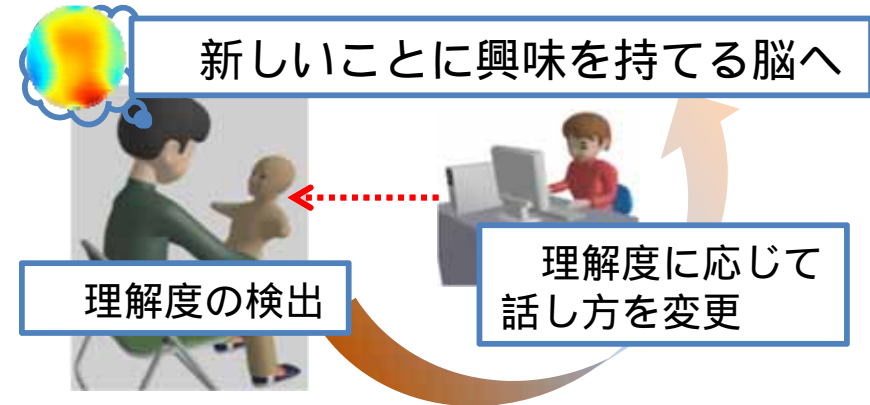 新しいことに興味を持てる脳へ
理解度の検出
理解度に応じて
話し方を変更